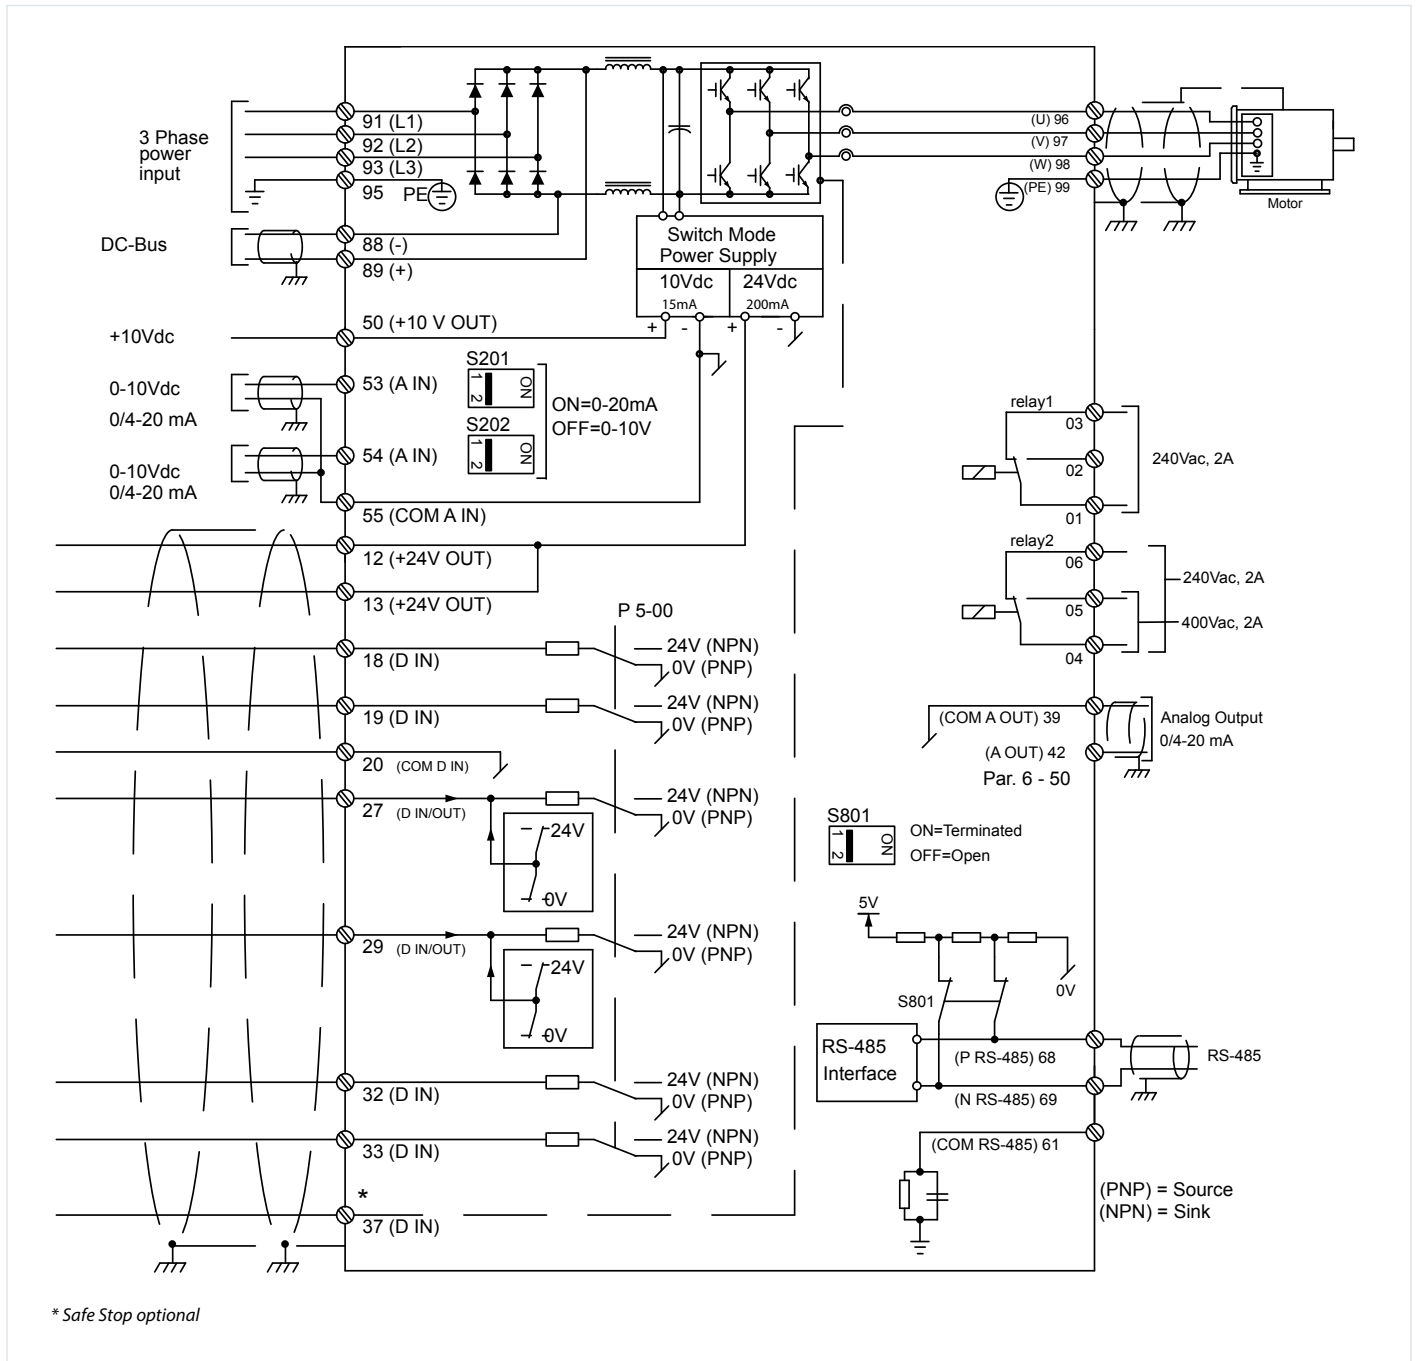 3 Phase
power
input
91 (L1)
92 (L2)
93 (L3)
95 PE
DC-Bus
88 (-)
89 (+)
Switch Mode
Power Supply
10Vdc 24Vdc
15mA 200mA
+ - + -
+10Vdc
50 (+10 V OUT)
0-10Vdc
0/4-20 mA
53 (A IN)
S201
1 2 ON
ON=0-20mA
OFF=0-10V
S202
1 2 ON
0-10Vdc
0/4-20 mA
54 (A IN)
55 (COM A IN)
12 (+24V OUT)
13 (+24V OUT)
P 5-00
18 (D IN)
24V (NPN)
0V (PNP)
19 (D IN)
24V (NPN)
0V (PNP)
20 (COM D IN)
27 (D IN/OUT)
24V (NPN)
0V (PNP)
24V
0V
29 (D IN/OUT)
24V (NPN)
0V (PNP)
24V
0V
32 (D IN)
24V (NPN)
0V (PNP)
33 (D IN)
24V (NPN)
0V (PNP)
*
37 (D IN)
(U) 96
(V) 97
(W) 98
(PE) 99
Motor
relay1
03
02
01
240Vac, 2A
relay2
06
05
04
240Vac, 2A
400Vac, 2A
(COM A OUT) 39
(A OUT) 42
Par. 6 - 50
Analog Output
0/4-20 mA
S801
1 2 ON
ON=Terminated
OFF=Open
5V
S801
0V
RS-485
Interface
(P RS-485) 68
(N RS-485) 69
RS-485
(COM RS-485) 61
(PNP) = Source
(NPN) = Sink
* Safe Stop optional